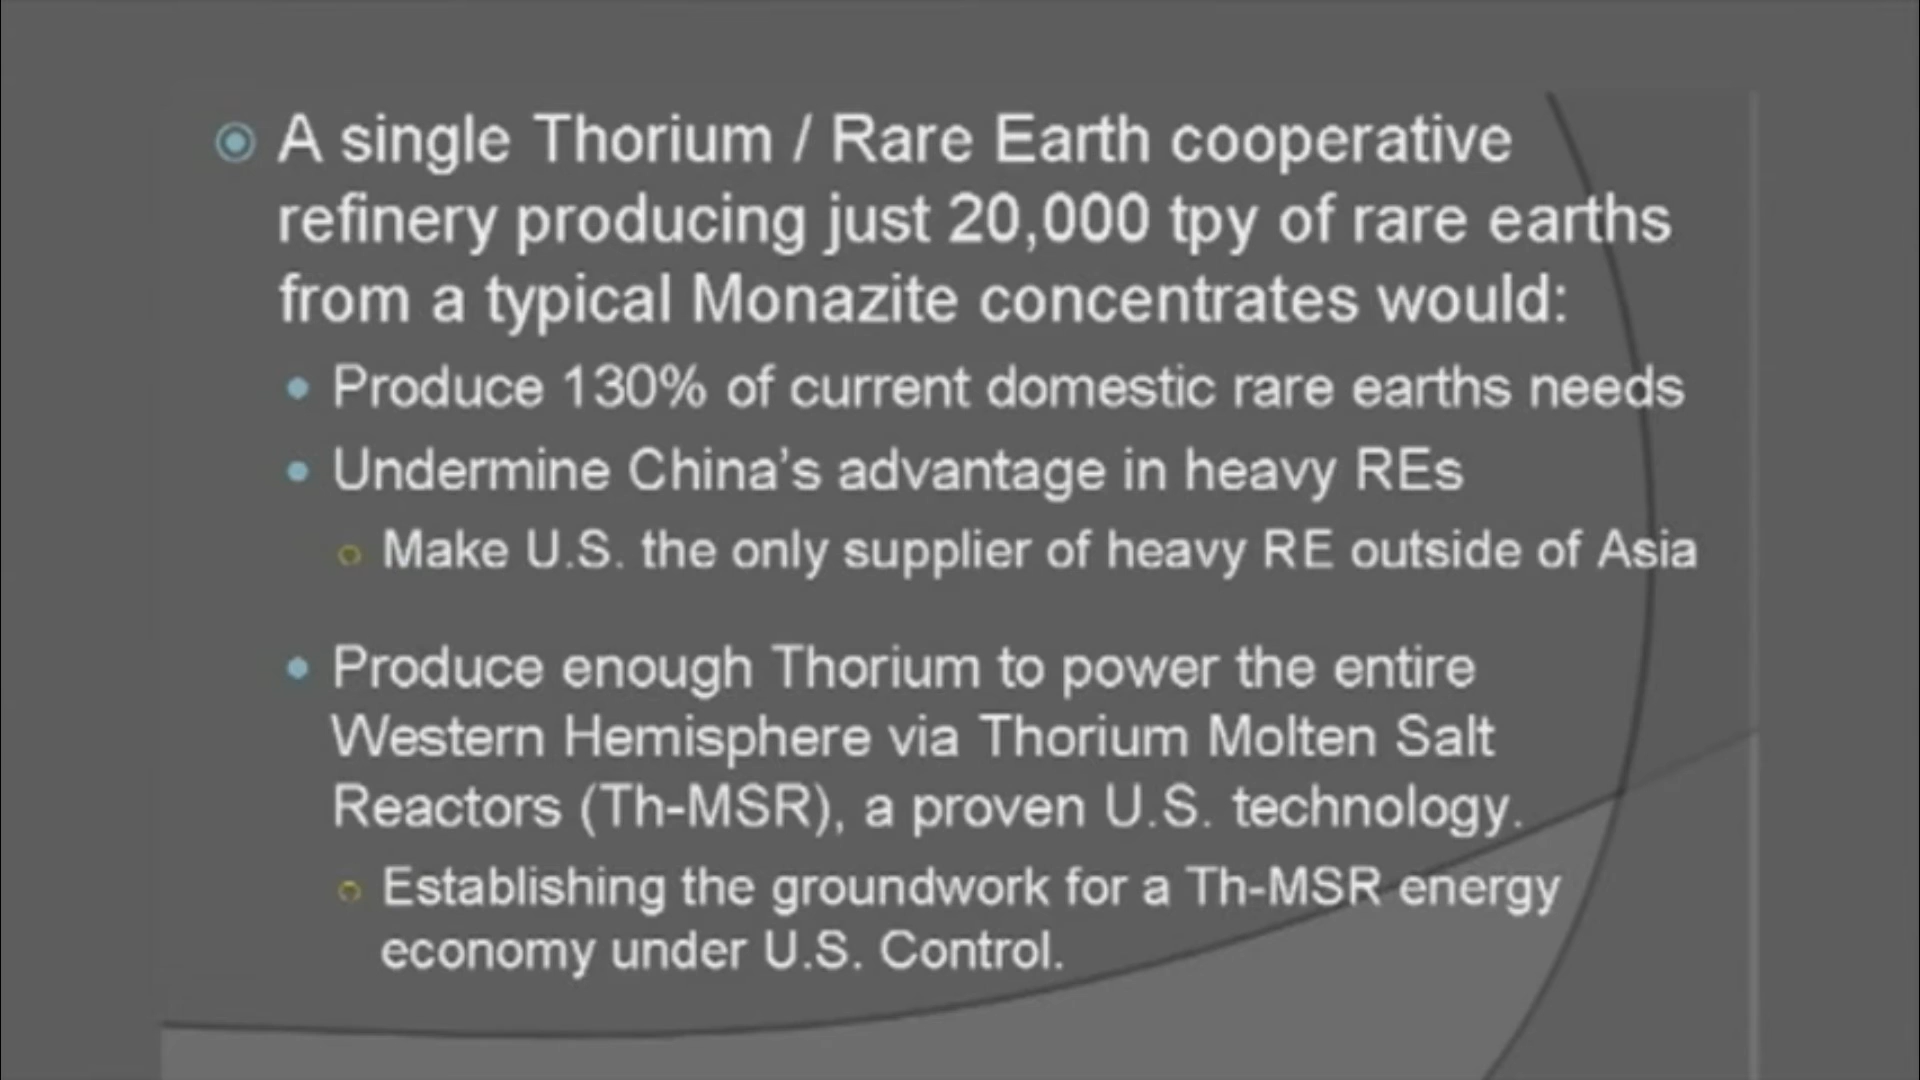 A single Thorium / Rare Earth cooperative
refinery producing just 20,000 tpy of rare earths
from a typical Monazite concentrates would:
Produce 130% of current domestic rare earths needs
Undermine China's advantage in heavy REs
Make U.S. the only supplier of heavy RE outside of Asia
Produce enough Thorium to power the entire
Western Hemisphere via Thorium Molten Salt
Reactors (Th-MSR), a proven U.S. technology.
Establishing the groundwork for a Th-MSR energy
economy under U.S. Control.